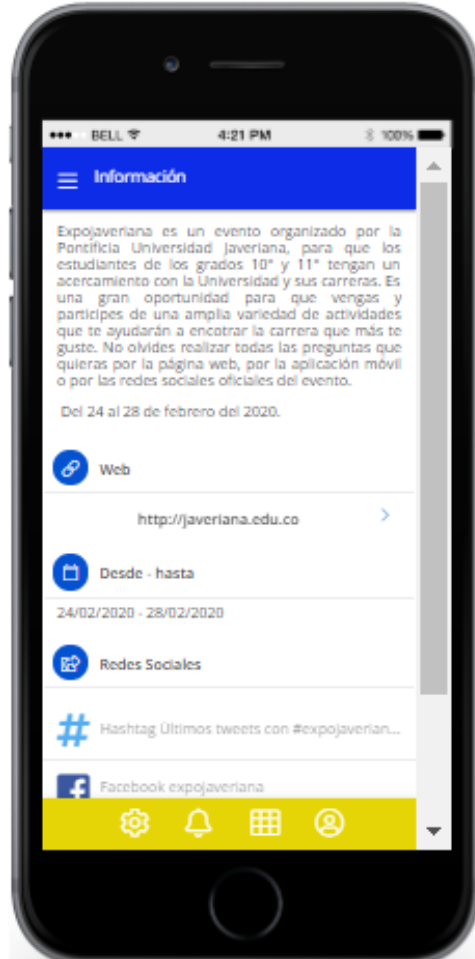 BELL 4:21 PM 100%
Información
Expojaveriana es un evento organizado por la
Pontificia Universidad Javeriana, para que los
estudiantes de los grados 10° y 11° tengan un
acercamiento con la Universidad y sus carreras. Es
una gran oportunidad para que vengas y
participes de una amplia variedad de actividades
que te ayudarán a encotrar la carrera que más te
guste. No olvides realizar todas las preguntas que
quieras por la página web, por la aplicación móvil
o por las redes sociales oficiales del evento.
Del 24 al 28 de febrero del 2020.
Web
http://javeriana.edu.co
Desde - hasta
24/02/2020 - 28/02/2020
Redes Sociales
# Hashtag Últimos tweets con #expojaverian...
Facebook expojaveriana